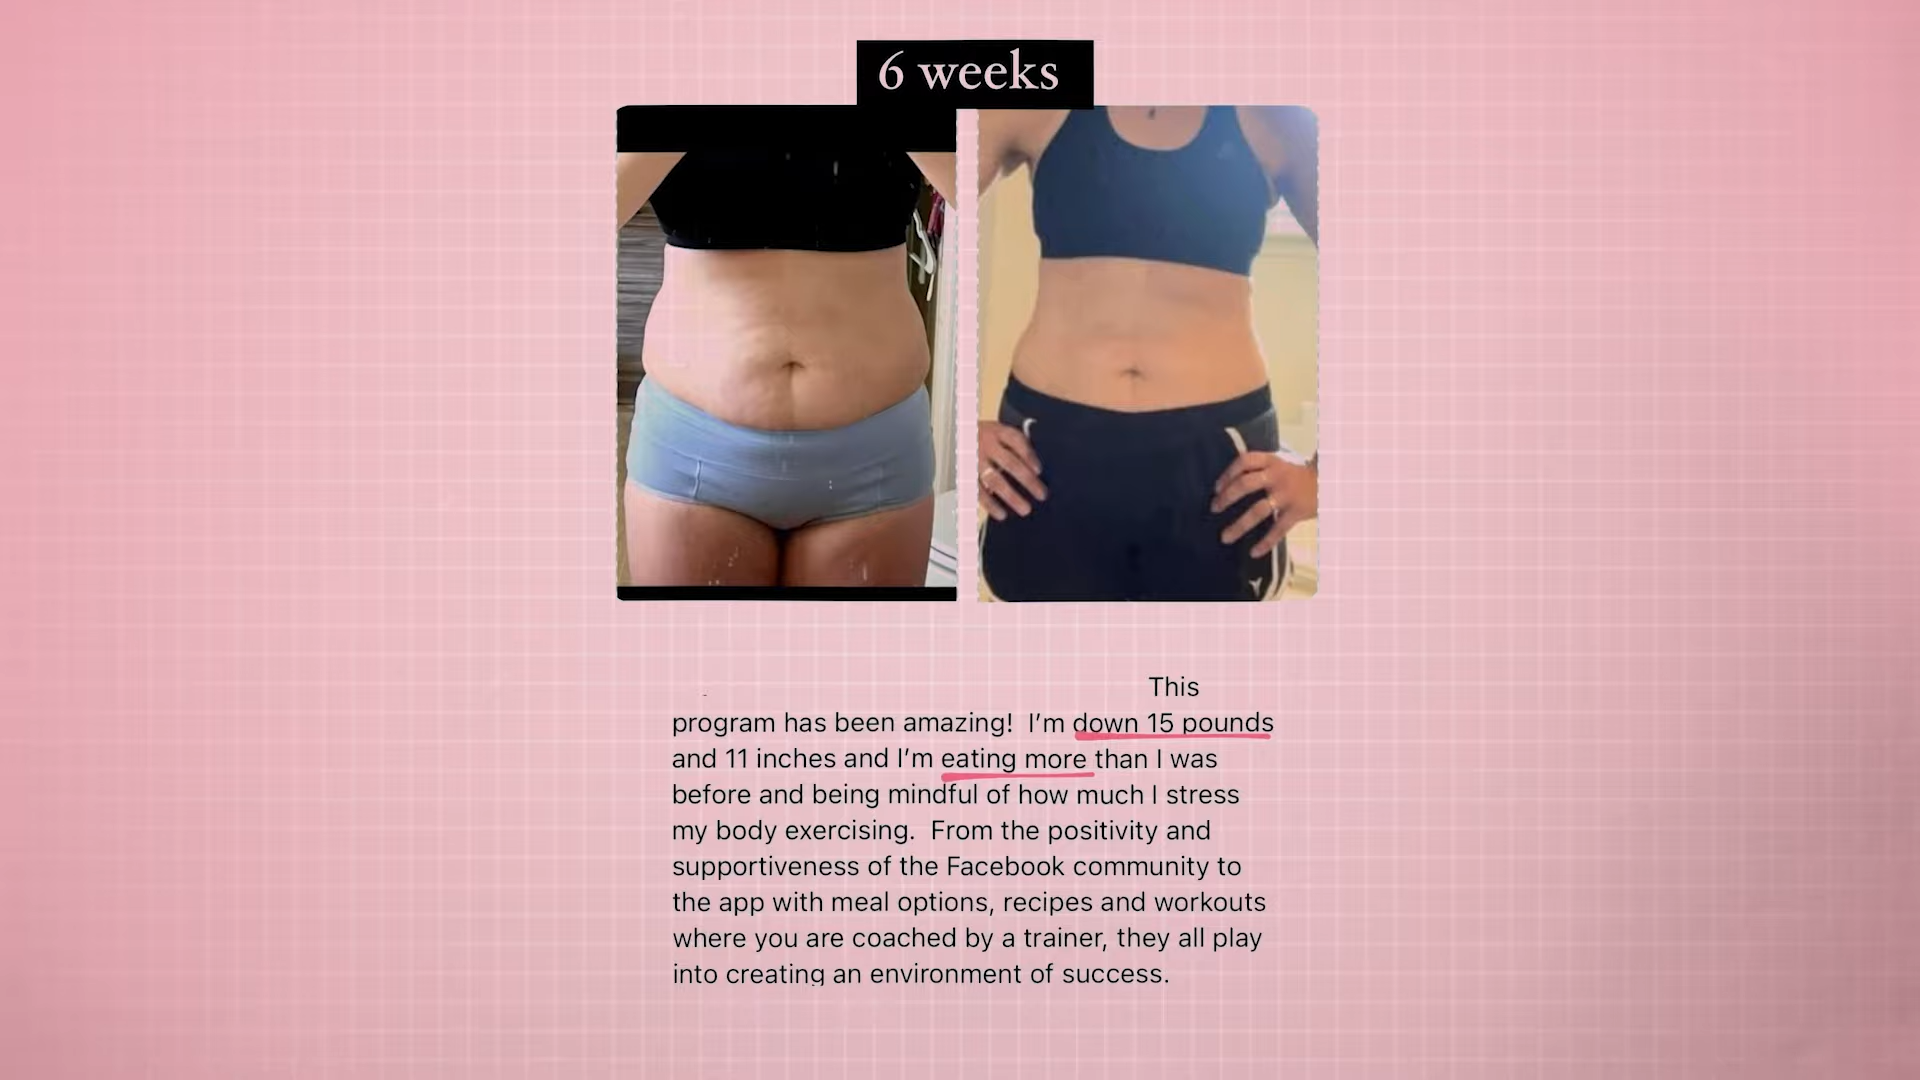 6 weeks
This
program has been amazing!  I'm down 15 pounds
and 11 inches and I'm eating more than I was
before and being mindful of how much I stress
my body exercising.  From the positivity and
supportiveness of the Facebook community to
the app with meal options, recipes and workouts
where you are coached by a trainer, they all play
into creating an environment of success.